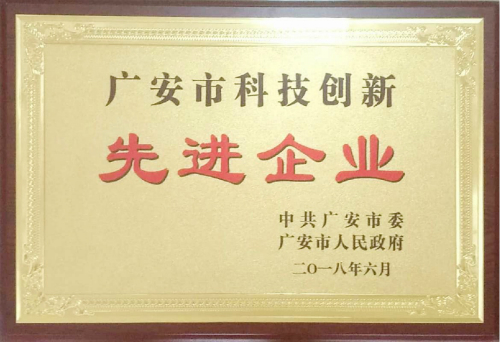 广安市科技创新
先进企业
中共广安市委
广安市人民政府
二〇一八年六月